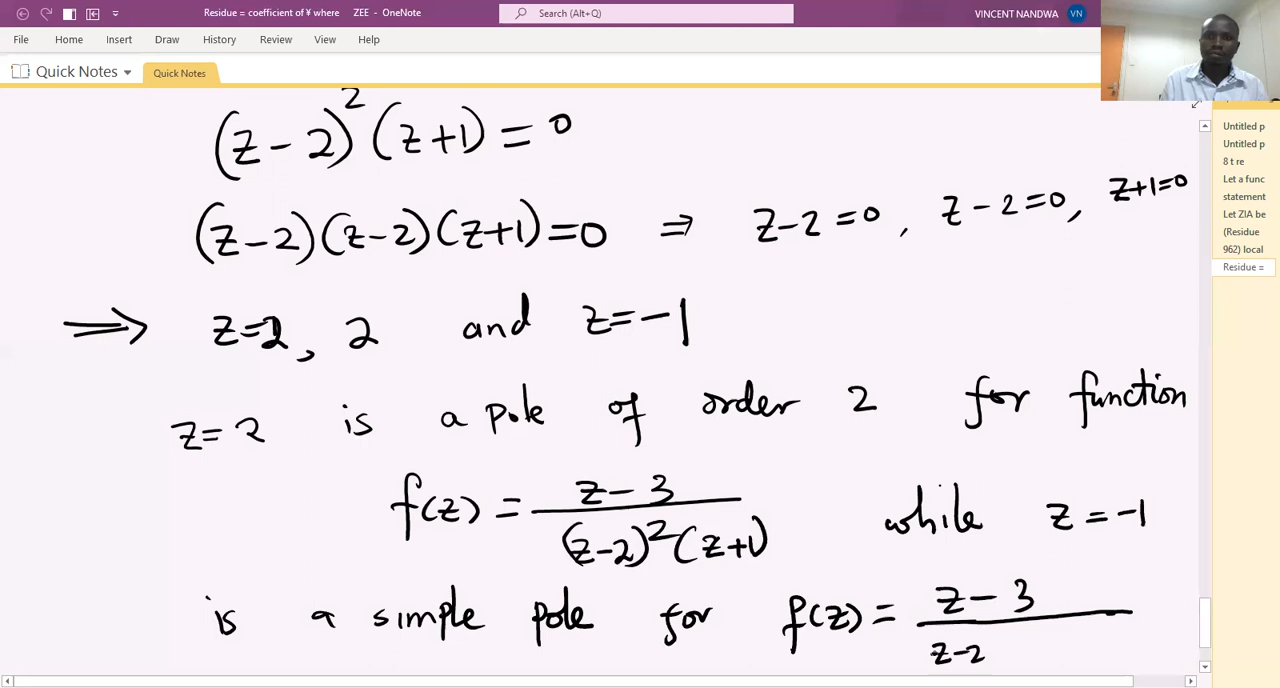 Residue = coefficient of ¥ where ZEE - OneNote
Search (Alt+Q)
VINCENT NANDWA VN
File Home Insert Draw History Review View Help
Quick Notes
Quick Notes
(z-2)²(z+1)=0
(z-2)(z-2)(z+1)=0 ⇒ z-2=0, z-2=0, z+1=0
⟹ z=2, 2 and z=-1
z=2 is a pole of order 2 for function
f(z) = z-3 / (z-2)²(z+1) while z=-1
is a simple pole for f(z) = z-3 / z-2
Untitled p
Untitled p
8 t re
Let a func
statement
Let ZIA be
(Residue
962) local
Residue =